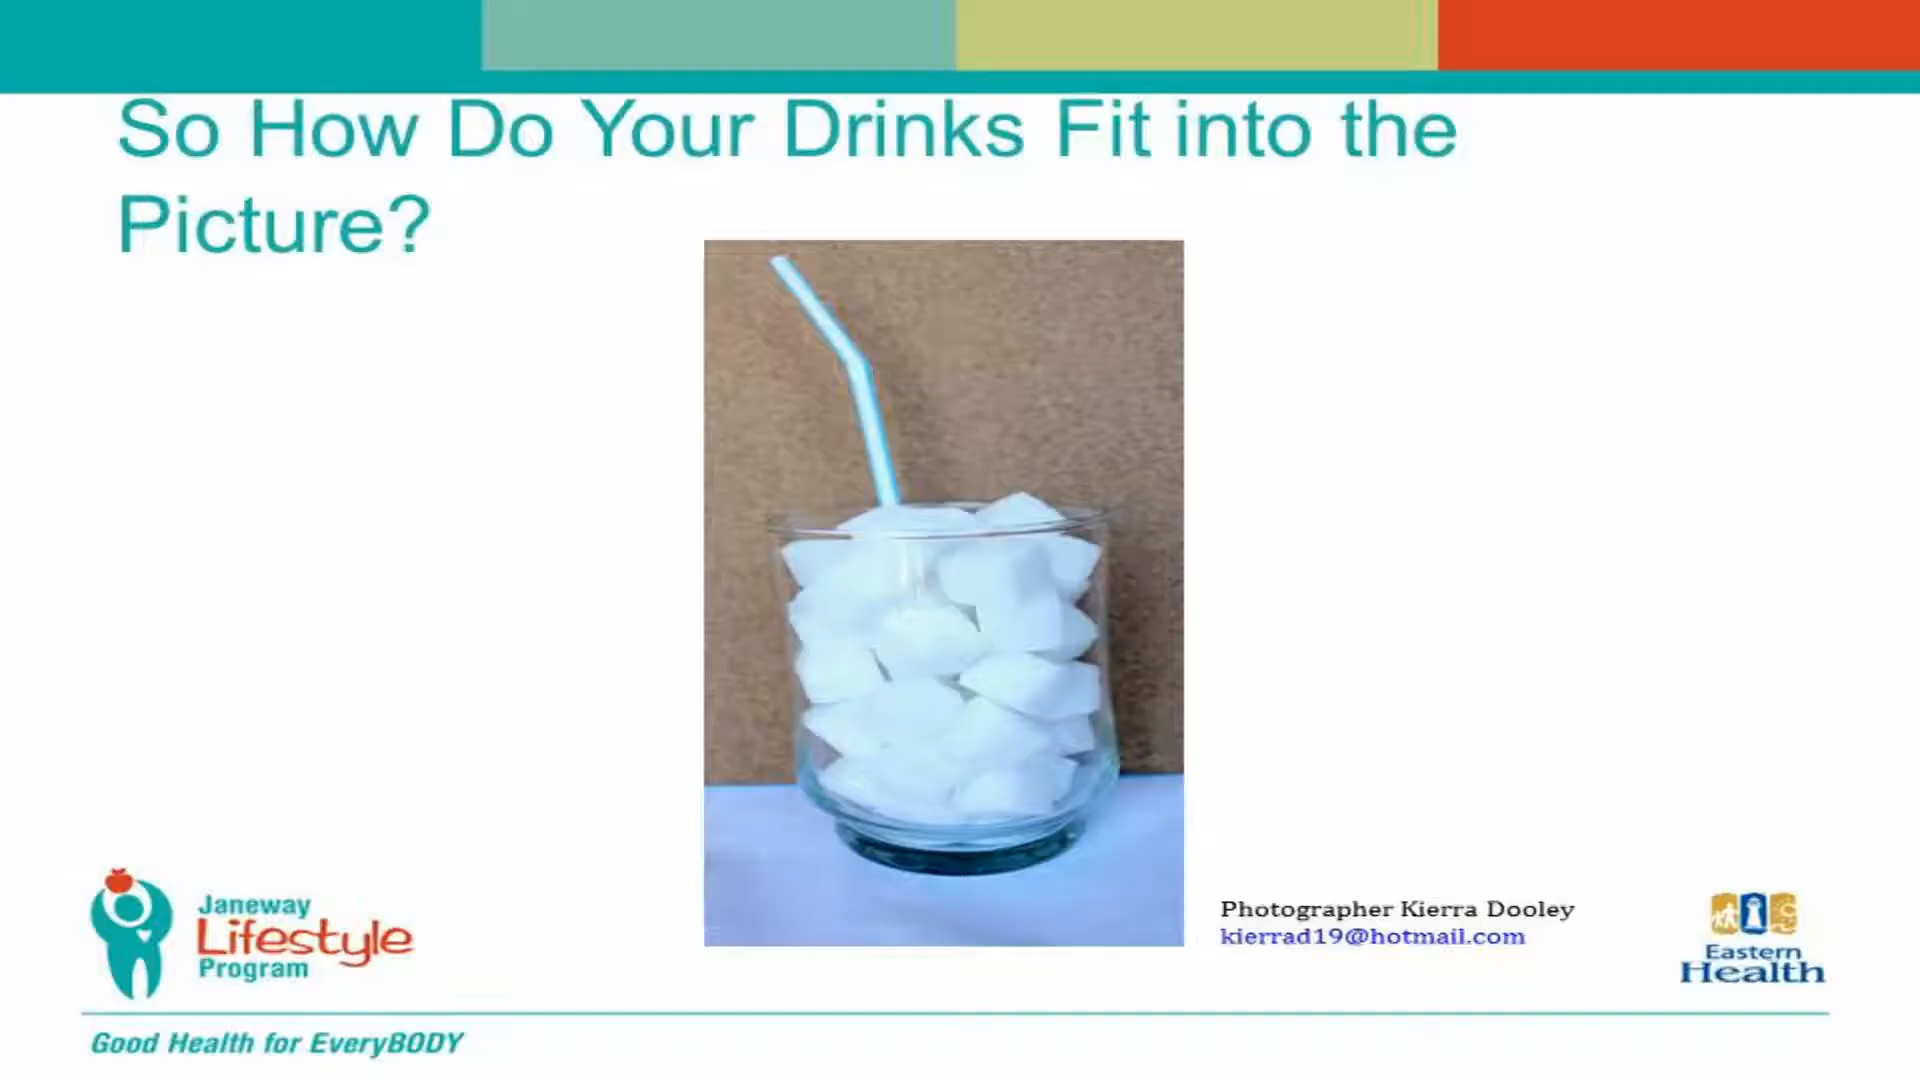 So How Do Your Drinks Fit into the
Picture?
Photographer Kierra Dooley
kierrad19@hotmail.com
Janeway
Lifestyle
Program
Eastern
Health
Good Health for EveryBODY